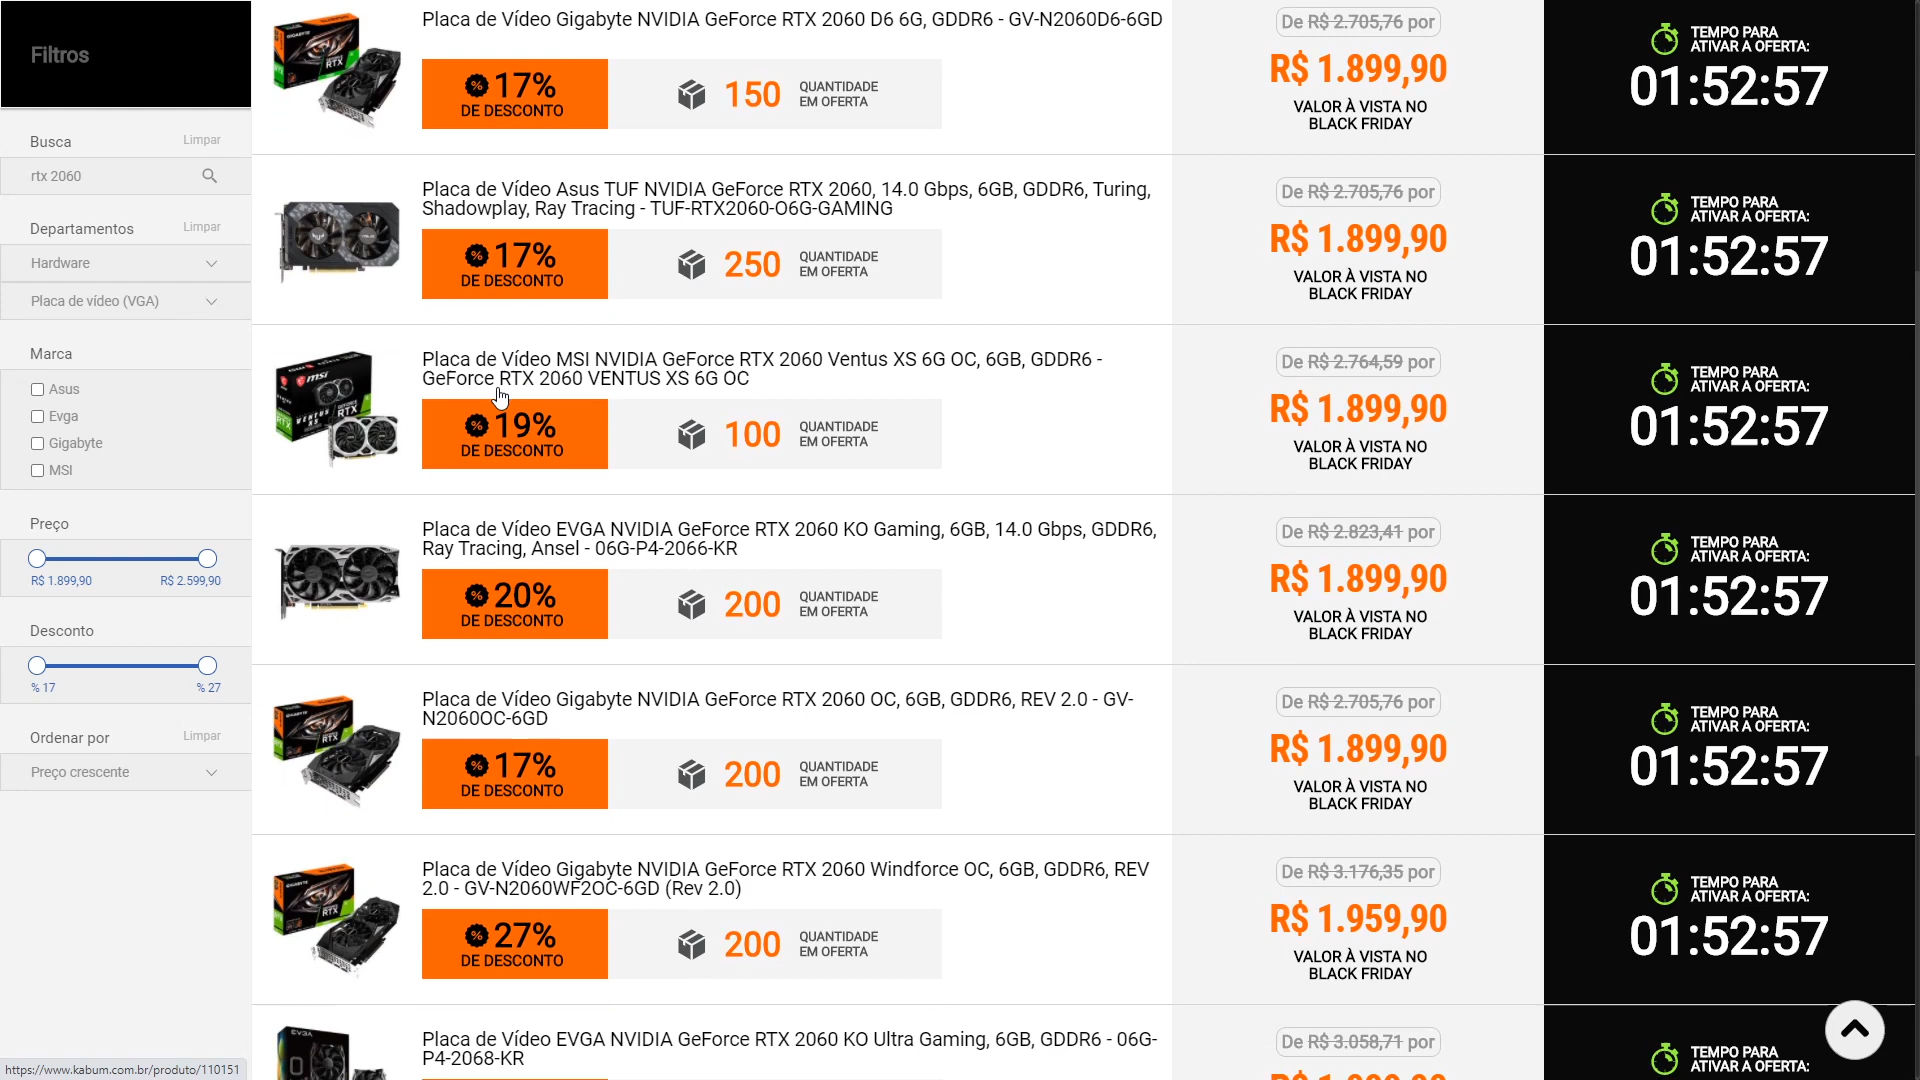 Filtros
Busca
Limpar
rtx 2060
Departamentos
Limpar
Hardware
Placa de vídeo (VGA)
Marca
Asus
Evga
Gigabyte
MSI
Preço
R$ 1.899,90
R$ 2.599,90
Desconto
% 17
% 27
Ordenar por
Limpar
Preço crescente
https://www.kabum.com.br/produto/110151
Placa de Vídeo Gigabyte NVIDIA GeForce RTX 2060 D6 6G, GDDR6 - GV-N2060D6-6GD
17%
DE DESCONTO
150
QUANTIDADE
EM OFERTA
De R$ 2.705,76 por
R$ 1.899,90
VALOR À VISTA NO
BLACK FRIDAY
TEMPO PARA
ATIVAR A OFERTA:
01:52:57
Placa de Vídeo Asus TUF NVIDIA GeForce RTX 2060, 14.0 Gbps, 6GB, GDDR6, Turing,
Shadowplay, Ray Tracing - TUF-RTX2060-O6G-GAMING
17%
DE DESCONTO
250
QUANTIDADE
EM OFERTA
De R$ 2.705,76 por
R$ 1.899,90
VALOR À VISTA NO
BLACK FRIDAY
TEMPO PARA
ATIVAR A OFERTA:
01:52:57
Placa de Vídeo MSI NVIDIA GeForce RTX 2060 Ventus XS 6G OC, 6GB, GDDR6 -
GeForce RTX 2060 VENTUS XS 6G OC
19%
DE DESCONTO
100
QUANTIDADE
EM OFERTA
De R$ 2.764,59 por
R$ 1.899,90
VALOR À VISTA NO
BLACK FRIDAY
TEMPO PARA
ATIVAR A OFERTA:
01:52:57
Placa de Vídeo EVGA NVIDIA GeForce RTX 2060 KO Gaming, 6GB, 14.0 Gbps, GDDR6,
Ray Tracing, Ansel - 06G-P4-2066-KR
20%
DE DESCONTO
200
QUANTIDADE
EM OFERTA
De R$ 2.823,41 por
R$ 1.899,90
VALOR À VISTA NO
BLACK FRIDAY
TEMPO PARA
ATIVAR A OFERTA:
01:52:57
Placa de Vídeo Gigabyte NVIDIA GeForce RTX 2060 OC, 6GB, GDDR6, REV 2.0 - GV-
N2060OC-6GD
17%
DE DESCONTO
200
QUANTIDADE
EM OFERTA
De R$ 2.705,76 por
R$ 1.899,90
VALOR À VISTA NO
BLACK FRIDAY
TEMPO PARA
ATIVAR A OFERTA:
01:52:57
Placa de Vídeo Gigabyte NVIDIA GeForce RTX 2060 Windforce OC, 6GB, GDDR6, REV
2.0 - GV-N2060WF2OC-6GD (Rev 2.0)
27%
DE DESCONTO
200
QUANTIDADE
EM OFERTA
De R$ 3.176,35 por
R$ 1.959,90
VALOR À VISTA NO
BLACK FRIDAY
TEMPO PARA
ATIVAR A OFERTA:
01:52:57
Placa de Vídeo EVGA NVIDIA GeForce RTX 2060 KO Ultra Gaming, 6GB, GDDR6 - 06G-
P4-2068-KR
De R$ 3.058,71 por
TEMPO PARA
ATIVAR A OFERTA: